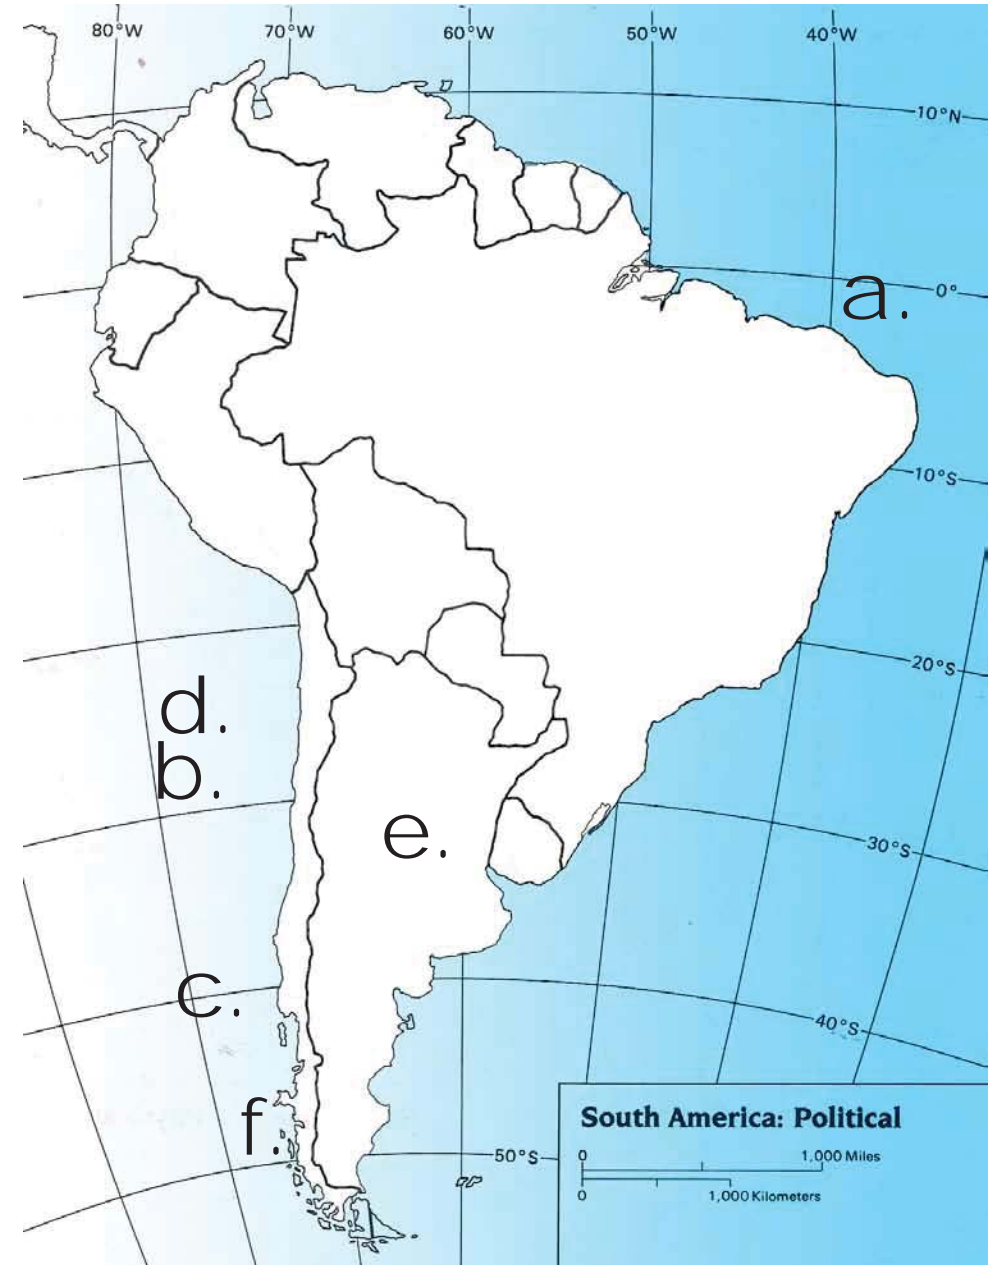 80°W 70°W 60°W 50°W 40°W
10°N
a.
0°
10°S
20°S
d.
b.
e.
30°S
c.
40°S
f.
50°S
South America: Political
0 1,000 Miles
0 1,000 Kilometers